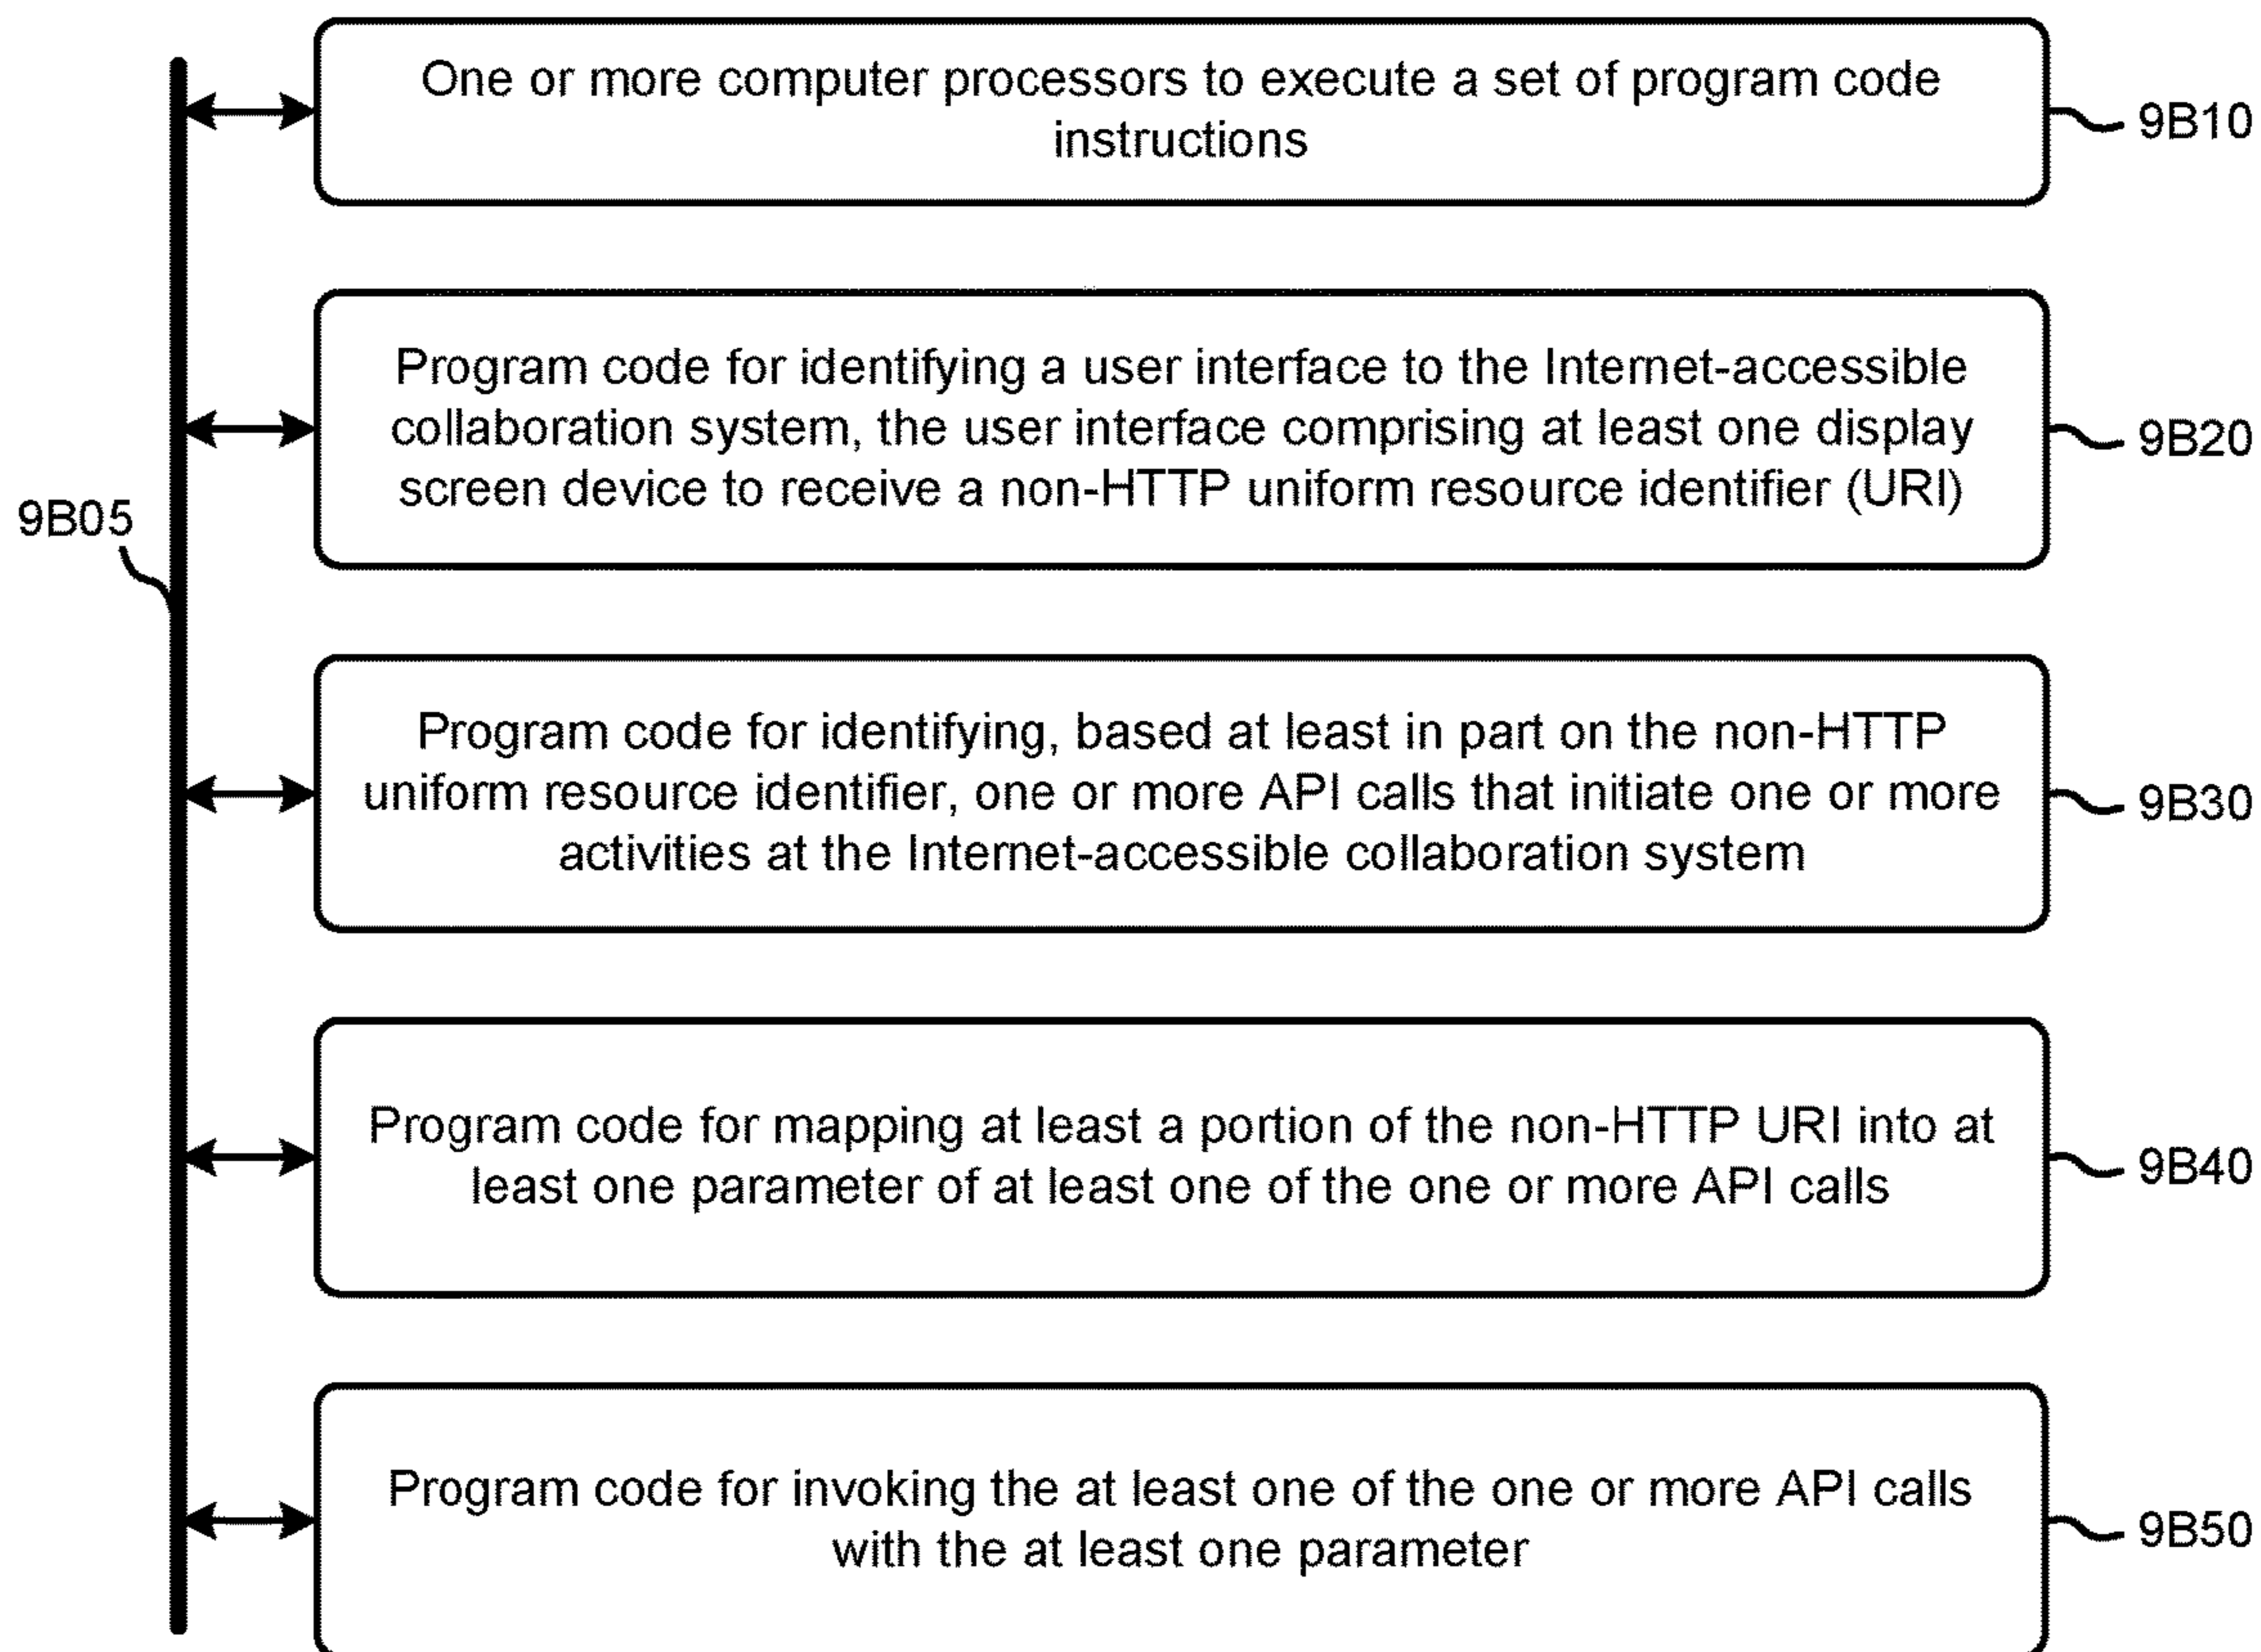 One or more computer processors to execute a set of program code
instructions
9B10
Program code for identifying a user interface to the Internet-accessible
collaboration system, the user interface comprising at least one display
screen device to receive a non-HTTP uniform resource identifier (URI)
9B20
9B05
Program code for identifying, based at least in part on the non-HTTP
uniform resource identifier, one or more API calls that initiate one or more
activities at the Internet-accessible collaboration system
9B30
Program code for mapping at least a portion of the non-HTTP URI into at
least one parameter of at least one of the one or more API calls
9B40
Program code for invoking the at least one of the one or more API calls
with the at least one parameter
9B50